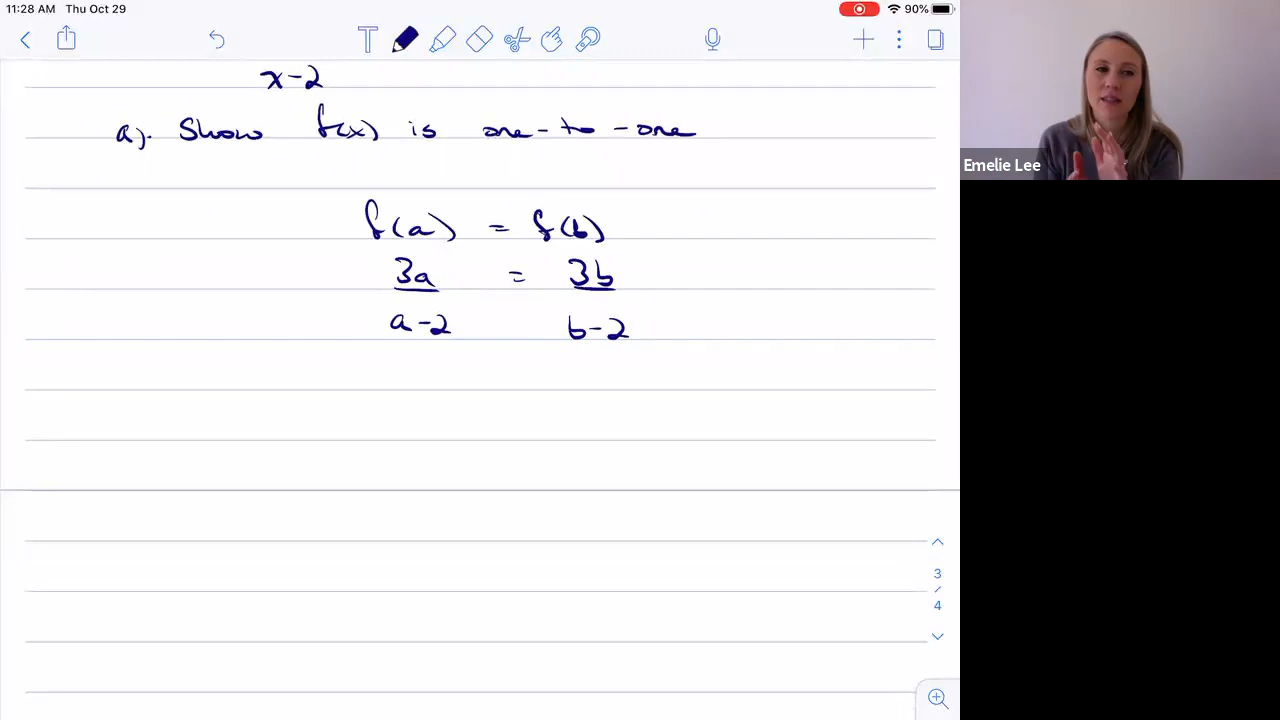 11:28 AM Thu Oct 29
90%
x-2
a). Show f(x) is one-to-one
f(a) = f(b)
3a = 3b
a-2 b-2
Emelie Lee
3
/
4